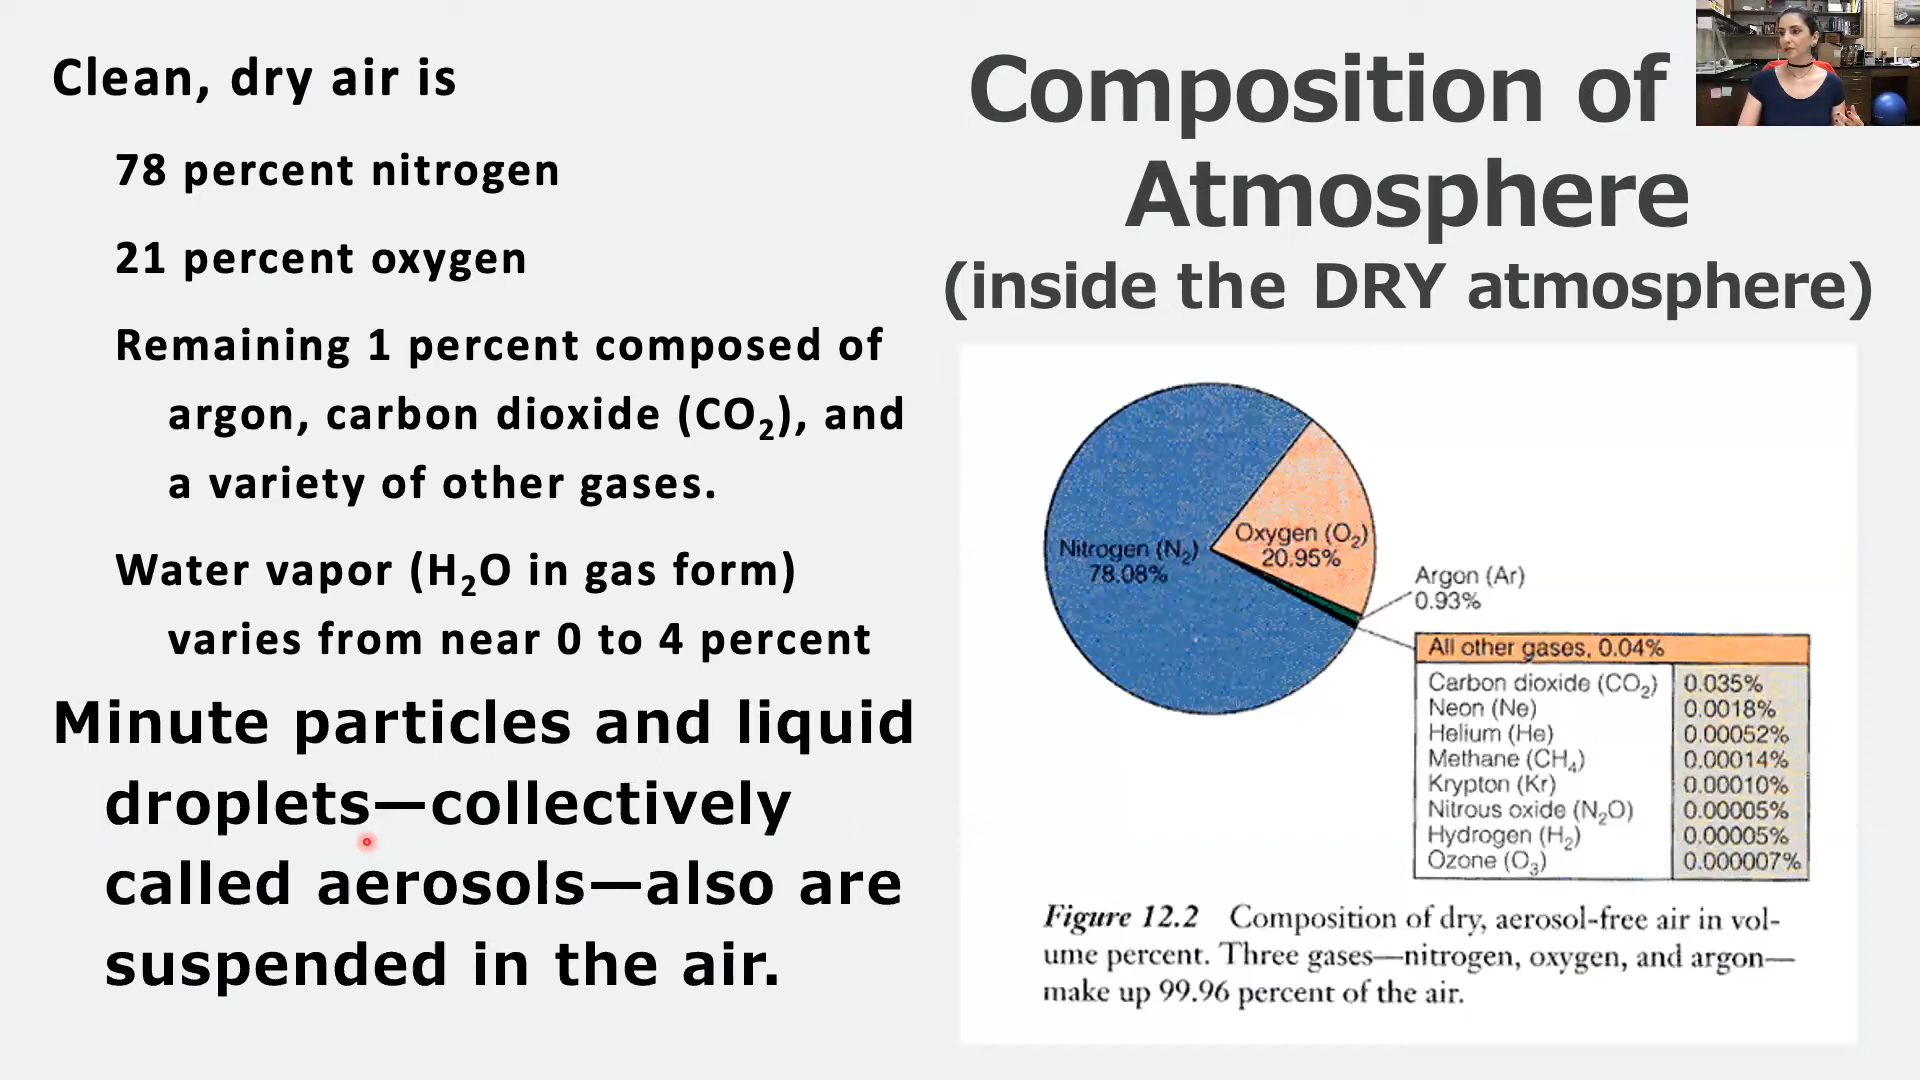 Clean, dry air is
78 percent nitrogen
21 percent oxygen
Remaining 1 percent composed of
argon, carbon dioxide (CO₂), and
a variety of other gases.
Water vapor (H₂O in gas form)
varies from near 0 to 4 percent
Minute particles and liquid
droplets—collectively
called aerosols—also are
suspended in the air.
Composition of
Atmosphere
(inside the DRY atmosphere)
Nitrogen (N₂)
78.08%
Oxygen (O₂)
20.95%
Argon (Ar)
0.93%
All other gases, 0.04%
Carbon dioxide (CO₂) 0.035%
Neon (Ne) 0.0018%
Helium (He) 0.00052%
Methane (CH₄) 0.00014%
Krypton (Kr) 0.00010%
Nitrous oxide (N₂O) 0.00005%
Hydrogen (H₂) 0.00005%
Ozone (O₃) 0.000007%
Figure 12.2 Composition of dry, aerosol-free air in vol-
ume percent. Three gases—nitrogen, oxygen, and argon—
make up 99.96 percent of the air.